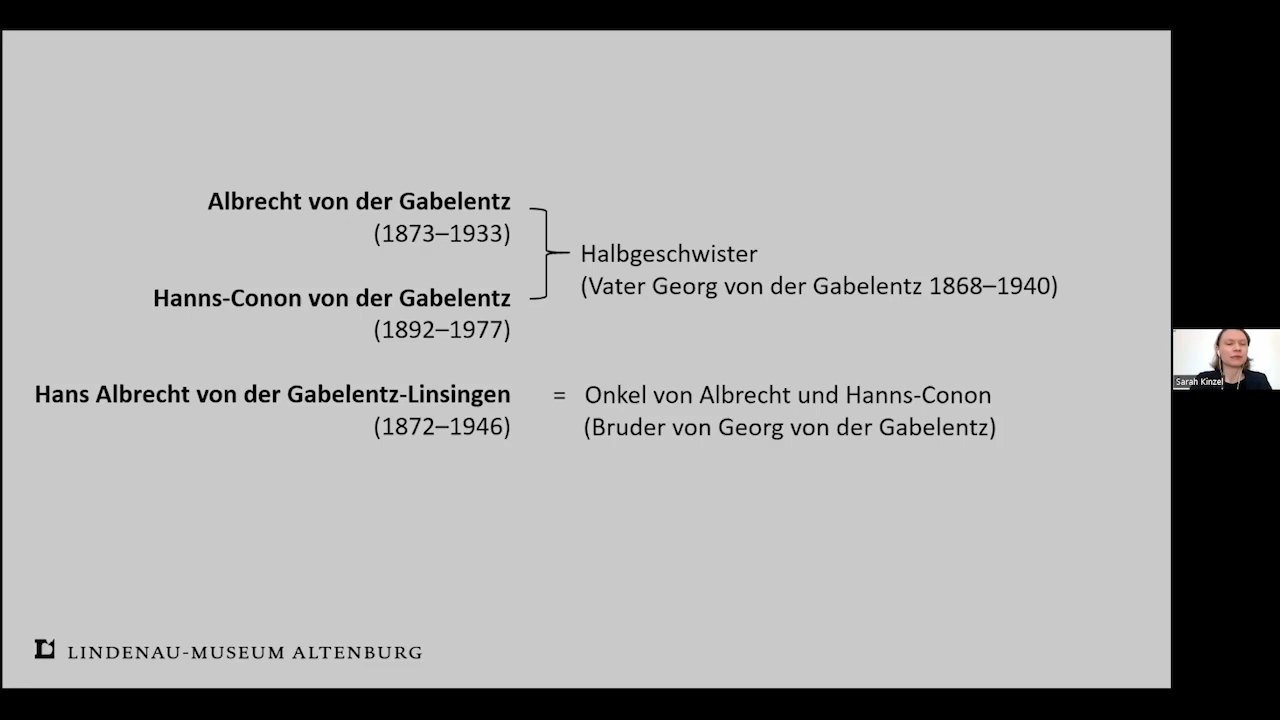 Albrecht von der Gabelentz
(1873–1933)
Halbgeschwister
(Vater Georg von der Gabelentz 1868–1940)
Hanns-Conon von der Gabelentz
(1892–1977)
Hans Albrecht von der Gabelentz-Linsingen = Onkel von Albrecht und Hanns-Conon
(1872–1946) (Bruder von Georg von der Gabelentz)
Sarah Kinzel
LINDENAU-MUSEUM ALTENBURG